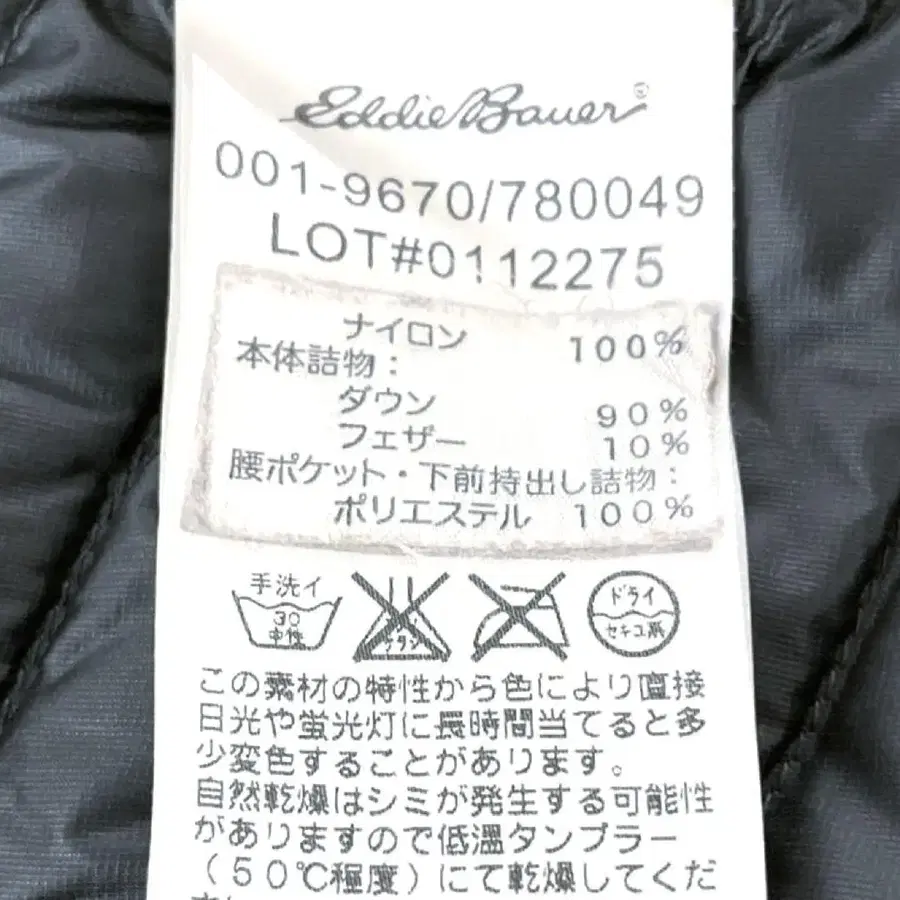 Eddie Bauer®
001-9670/780049
LOT#0112275
ナイロン 100%
本体詰物：
ダウン 90%
フェザー 10%
腰ポケット・下前持出し詰物：
ポリエステル 100%
手洗イ
30
中性
ドライ
セキユ系
この素材の特性から色により直接
日光や蛍光灯に長時間当てると多
少変色することがあります。
自然乾燥はシミが発生する可能性
がありますので低温タンブラー
（50℃程度）にて乾燥してくだ